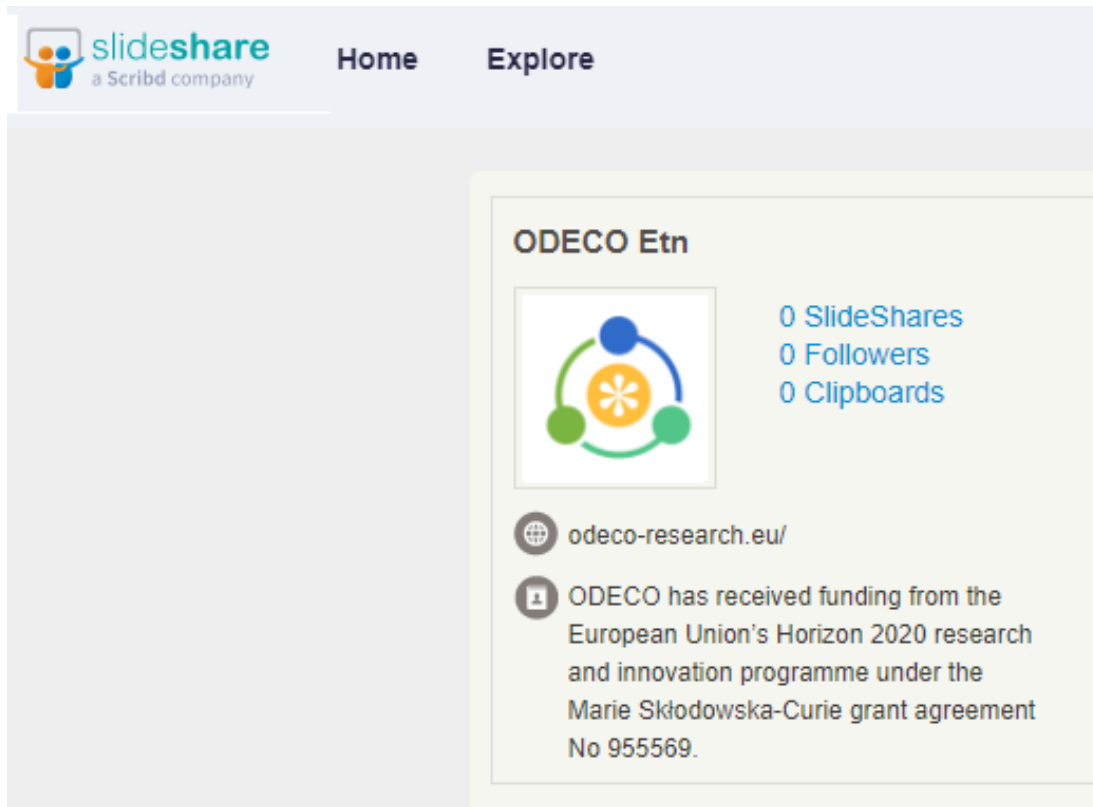 slideshare
a Scribd company
Home
Explore
ODECO Etn
0 SlideShares
0 Followers
0 Clipboards
odeco-research.eu/
ODECO has received funding from the
European Union’s Horizon 2020 research
and innovation programme under the
Marie Skłodowska-Curie grant agreement
No 955569.